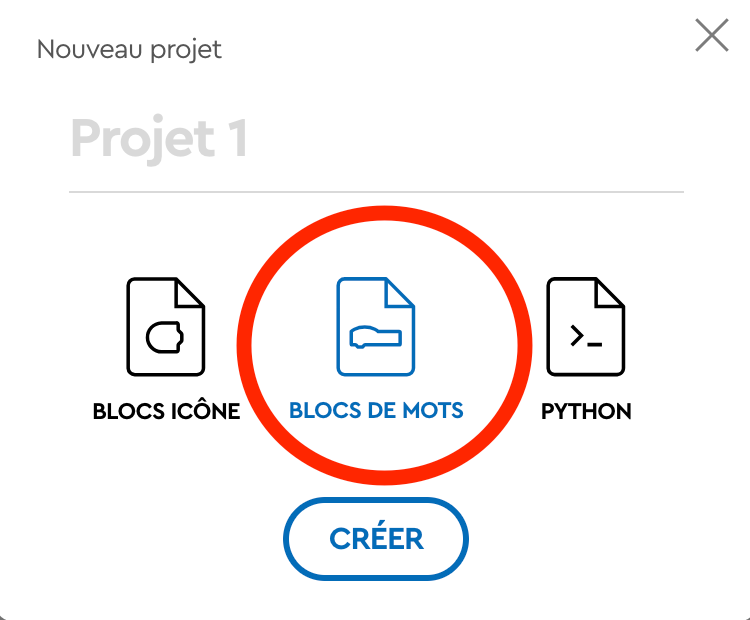 Nouveau projet
Projet 1
BLOCS ICÔNE
BLOCS DE MOTS
PYTHON
CRÉER